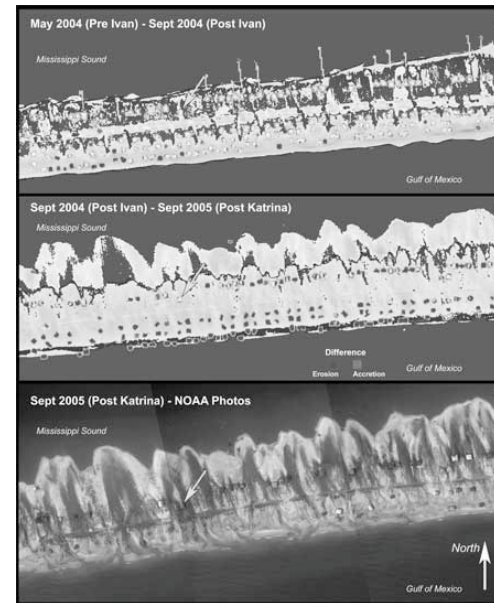 May 2004 (Pre Ivan) - Sept 2004 (Post Ivan)
Mississippi Sound
Gulf of Mexico
Sept 2004 (Post Ivan) - Sept 2005 (Post Katrina)
Mississippi Sound
Difference
Erosion Accretion
Gulf of Mexico
Sept 2005 (Post Katrina) - NOAA Photos
Mississippi Sound
North
Gulf of Mexico